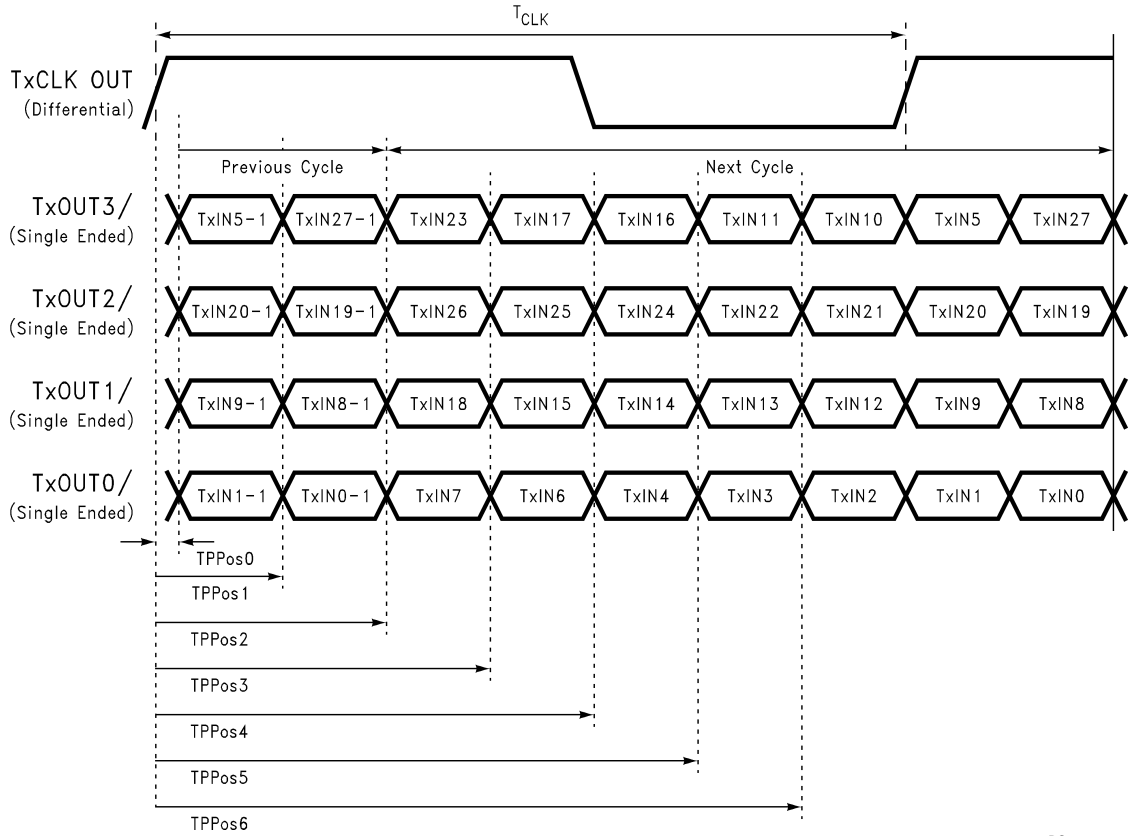 TCLK
TxCLK OUT
(Differential)
Previous Cycle
Next Cycle
TxOUT3/
(Single Ended)
TxIN5-1 TxIN27-1 TxIN23 TxIN17 TxIN16 TxIN11 TxIN10 TxIN5 TxIN27
TxOUT2/
(Single Ended)
TxIN20-1 TxIN19-1 TxIN26 TxIN25 TxIN24 TxIN22 TxIN21 TxIN20 TxIN19
TxOUT1/
(Single Ended)
TxIN9-1 TxIN8-1 TxIN18 TxIN15 TxIN14 TxIN13 TxIN12 TxIN9 TxIN8
TxOUT0/
(Single Ended)
TxIN1-1 TxIN0-1 TxIN7 TxIN6 TxIN4 TxIN3 TxIN2 TxIN1 TxIN0
TPPos0
TPPos1
TPPos2
TPPos3
TPPos4
TPPos5
TPPos6